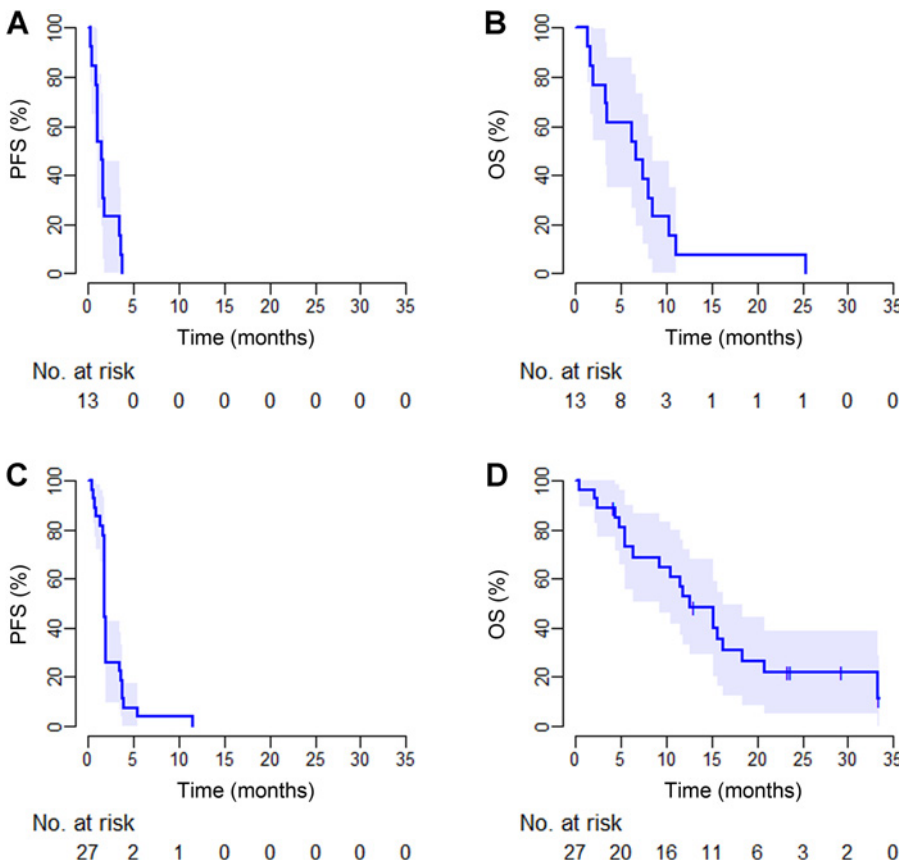 A
PFS (%)
100
80
60
40
20
0
0 5 10 15 20 25 30 35
Time (months)
No. at risk
13 0 0 0 0 0 0 0
B
OS (%)
100
80
60
40
20
0
0 5 10 15 20 25 30 35
Time (months)
No. at risk
13 8 3 1 1 1 0 0
C
PFS (%)
100
80
60
40
20
0
0 5 10 15 20 25 30 35
Time (months)
No. at risk
27 2 1 0 0 0 0 0
D
OS (%)
100
80
60
40
20
0
0 5 10 15 20 25 30 35
Time (months)
No. at risk
27 20 16 11 6 3 2 0